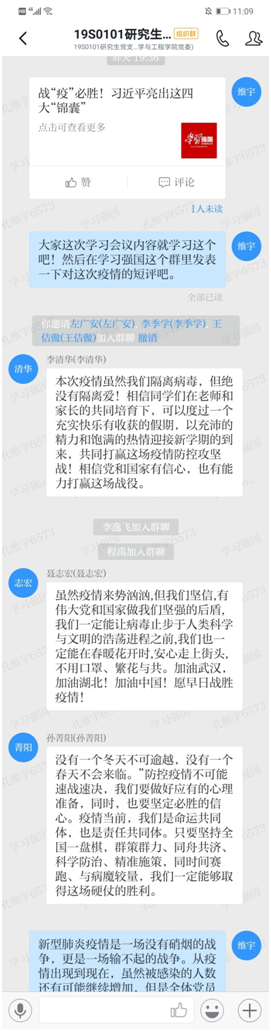 11:09
19S0101研究生... 组织群
19S0101研究生党支...学与工程学院党委)
昨天 19:36
战“疫”必胜！习近平亮出这四
大“锦囊”
点击可查看更多
学习强国
赞
评论
维宇
1人未读
大家这次学习会议内容就学习这个
吧！然后在学习强国这个群里发表
一下对这次疫情的短评吧。
维宇
全部已读
你邀请左广安(左广安)，李季学(李季学)，王
佶傲(王佶傲)加入群聊 撤销
清华
李清华(李清华)
本次疫情虽然我们隔离病毒，但绝
没有隔离爱！相信同学们在老师和
家长的共同培育下，可以度过一个
充实快乐有收获的假期，以充沛的
精力和饱满的热情迎接新学期的到
来，共同打赢这场疫情防控攻坚
战！相信党和国家有信心，也有能
力打赢这场战役。
李逸飞加入群聊
程禹加入群聊
志宏
聂志宏(聂志宏)
虽然疫情来势汹汹,但我们坚信,有
伟大党和国家做我们坚强的后盾,
我们一定能让病毒止步于人类科学
与文明的浩荡进程之前,我们也一
定能在春暖花开时,安心走上街头,
不用口罩、繁花与共。加油武汉，
加油湖北！加油中国！愿早日战胜
疫情！
菁阳
孙菁阳(孙菁阳)
没有一个冬天不可逾越，没有一个
春天不会来临。”防控疫情不可能
速战速决，我们要做好应有的心理
准备，同时，也要坚定必胜的信
心。疫情当前，我们是命运共同
体，也是责任共同体。只要坚持全
国一盘棋，群策群力、同舟共济、
科学防治、精准施策，同时间赛
跑、与病魔较量，我们一定能够取
得这场硬仗的胜利。
新型肺炎疫情是一场没有硝烟的战
争，更是一场输不起的战争。从疫
情出现到现在，虽然被感染的人数
还有可能继续增加，但是全体党员
维宇